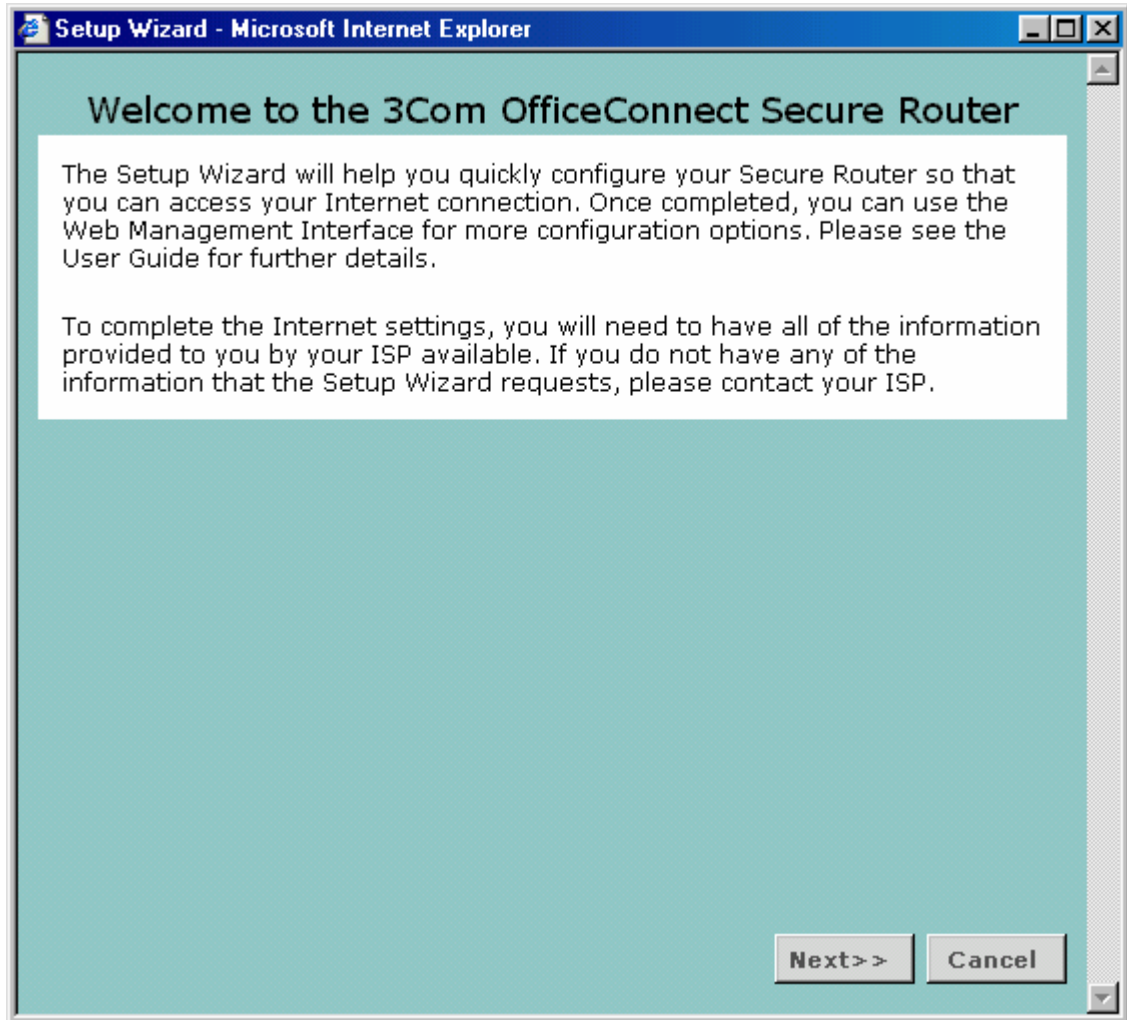 Setup Wizard - Microsoft Internet Explorer
Welcome to the 3Com OfficeConnect Secure Router
The Setup Wizard will help you quickly configure your Secure Router so that
you can access your Internet connection. Once completed, you can use the
Web Management Interface for more configuration options. Please see the
User Guide for further details.
To complete the Internet settings, you will need to have all of the information
provided to you by your ISP available. If you do not have any of the
information that the Setup Wizard requests, please contact your ISP.
Next>> Cancel